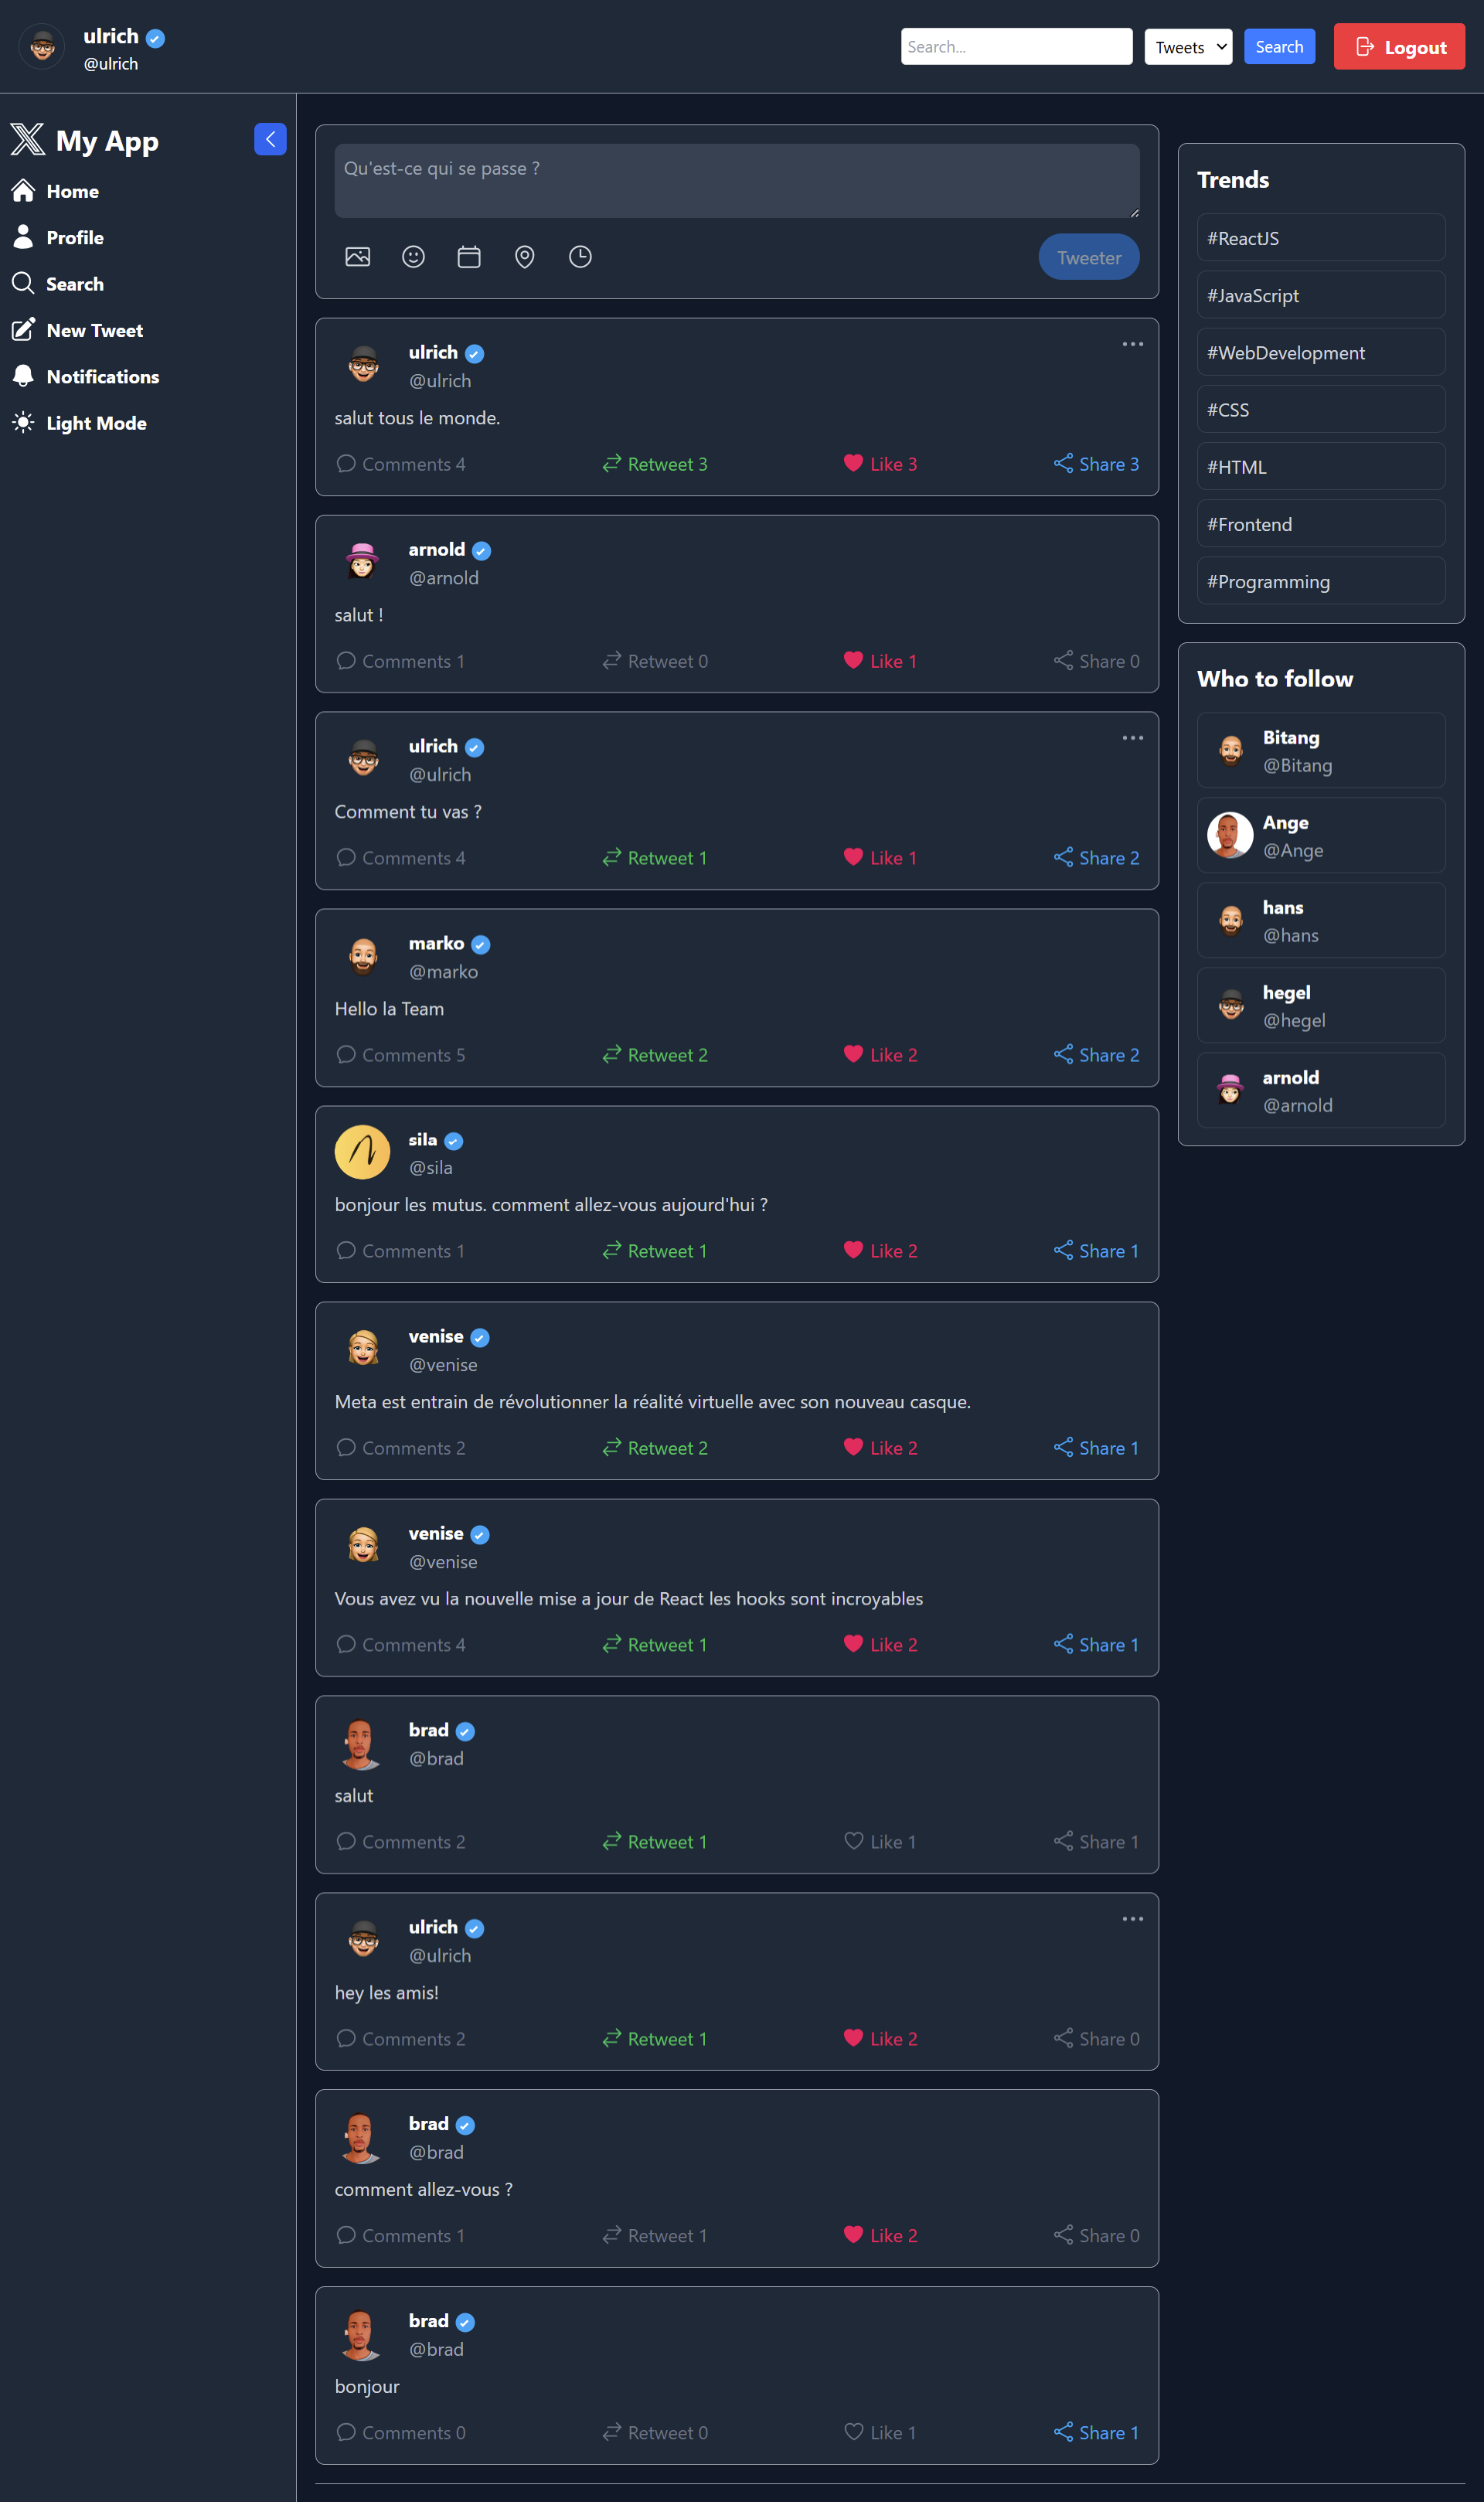 ulrich
@ulrich
Search...
Tweets
Search
Logout
My App
Home
Profile
Search
New Tweet
Notifications
Light Mode
Qu'est-ce qui se passe ?
Tweeter
ulrich
@ulrich
salut tous le monde.
Comments 4 Retweet 3 Like 3 Share 3
arnold
@arnold
salut !
Comments 1 Retweet 0 Like 1 Share 0
ulrich
@ulrich
Comment tu vas ?
Comments 4 Retweet 1 Like 1 Share 2
marko
@marko
Hello la Team
Comments 5 Retweet 2 Like 2 Share 2
sila
@sila
bonjour les mutus. comment allez-vous aujourd'hui ?
Comments 1 Retweet 1 Like 2 Share 1
venise
@venise
Meta est entrain de révolutionner la réalité virtuelle avec son nouveau casque.
Comments 2 Retweet 2 Like 2 Share 1
venise
@venise
Vous avez vu la nouvelle mise a jour de React les hooks sont incroyables
Comments 4 Retweet 1 Like 2 Share 1
brad
@brad
salut
Comments 2 Retweet 1 Like 1 Share 1
ulrich
@ulrich
hey les amis!
Comments 2 Retweet 1 Like 2 Share 0
brad
@brad
comment allez-vous ?
Comments 1 Retweet 1 Like 2 Share 0
brad
@brad
bonjour
Comments 0 Retweet 0 Like 1 Share 1
Trends
#ReactJS
#JavaScript
#WebDevelopment
#CSS
#HTML
#Frontend
#Programming
Who to follow
Bitang
@Bitang
Ange
@Ange
hans
@hans
hegel
@hegel
arnold
@arnold